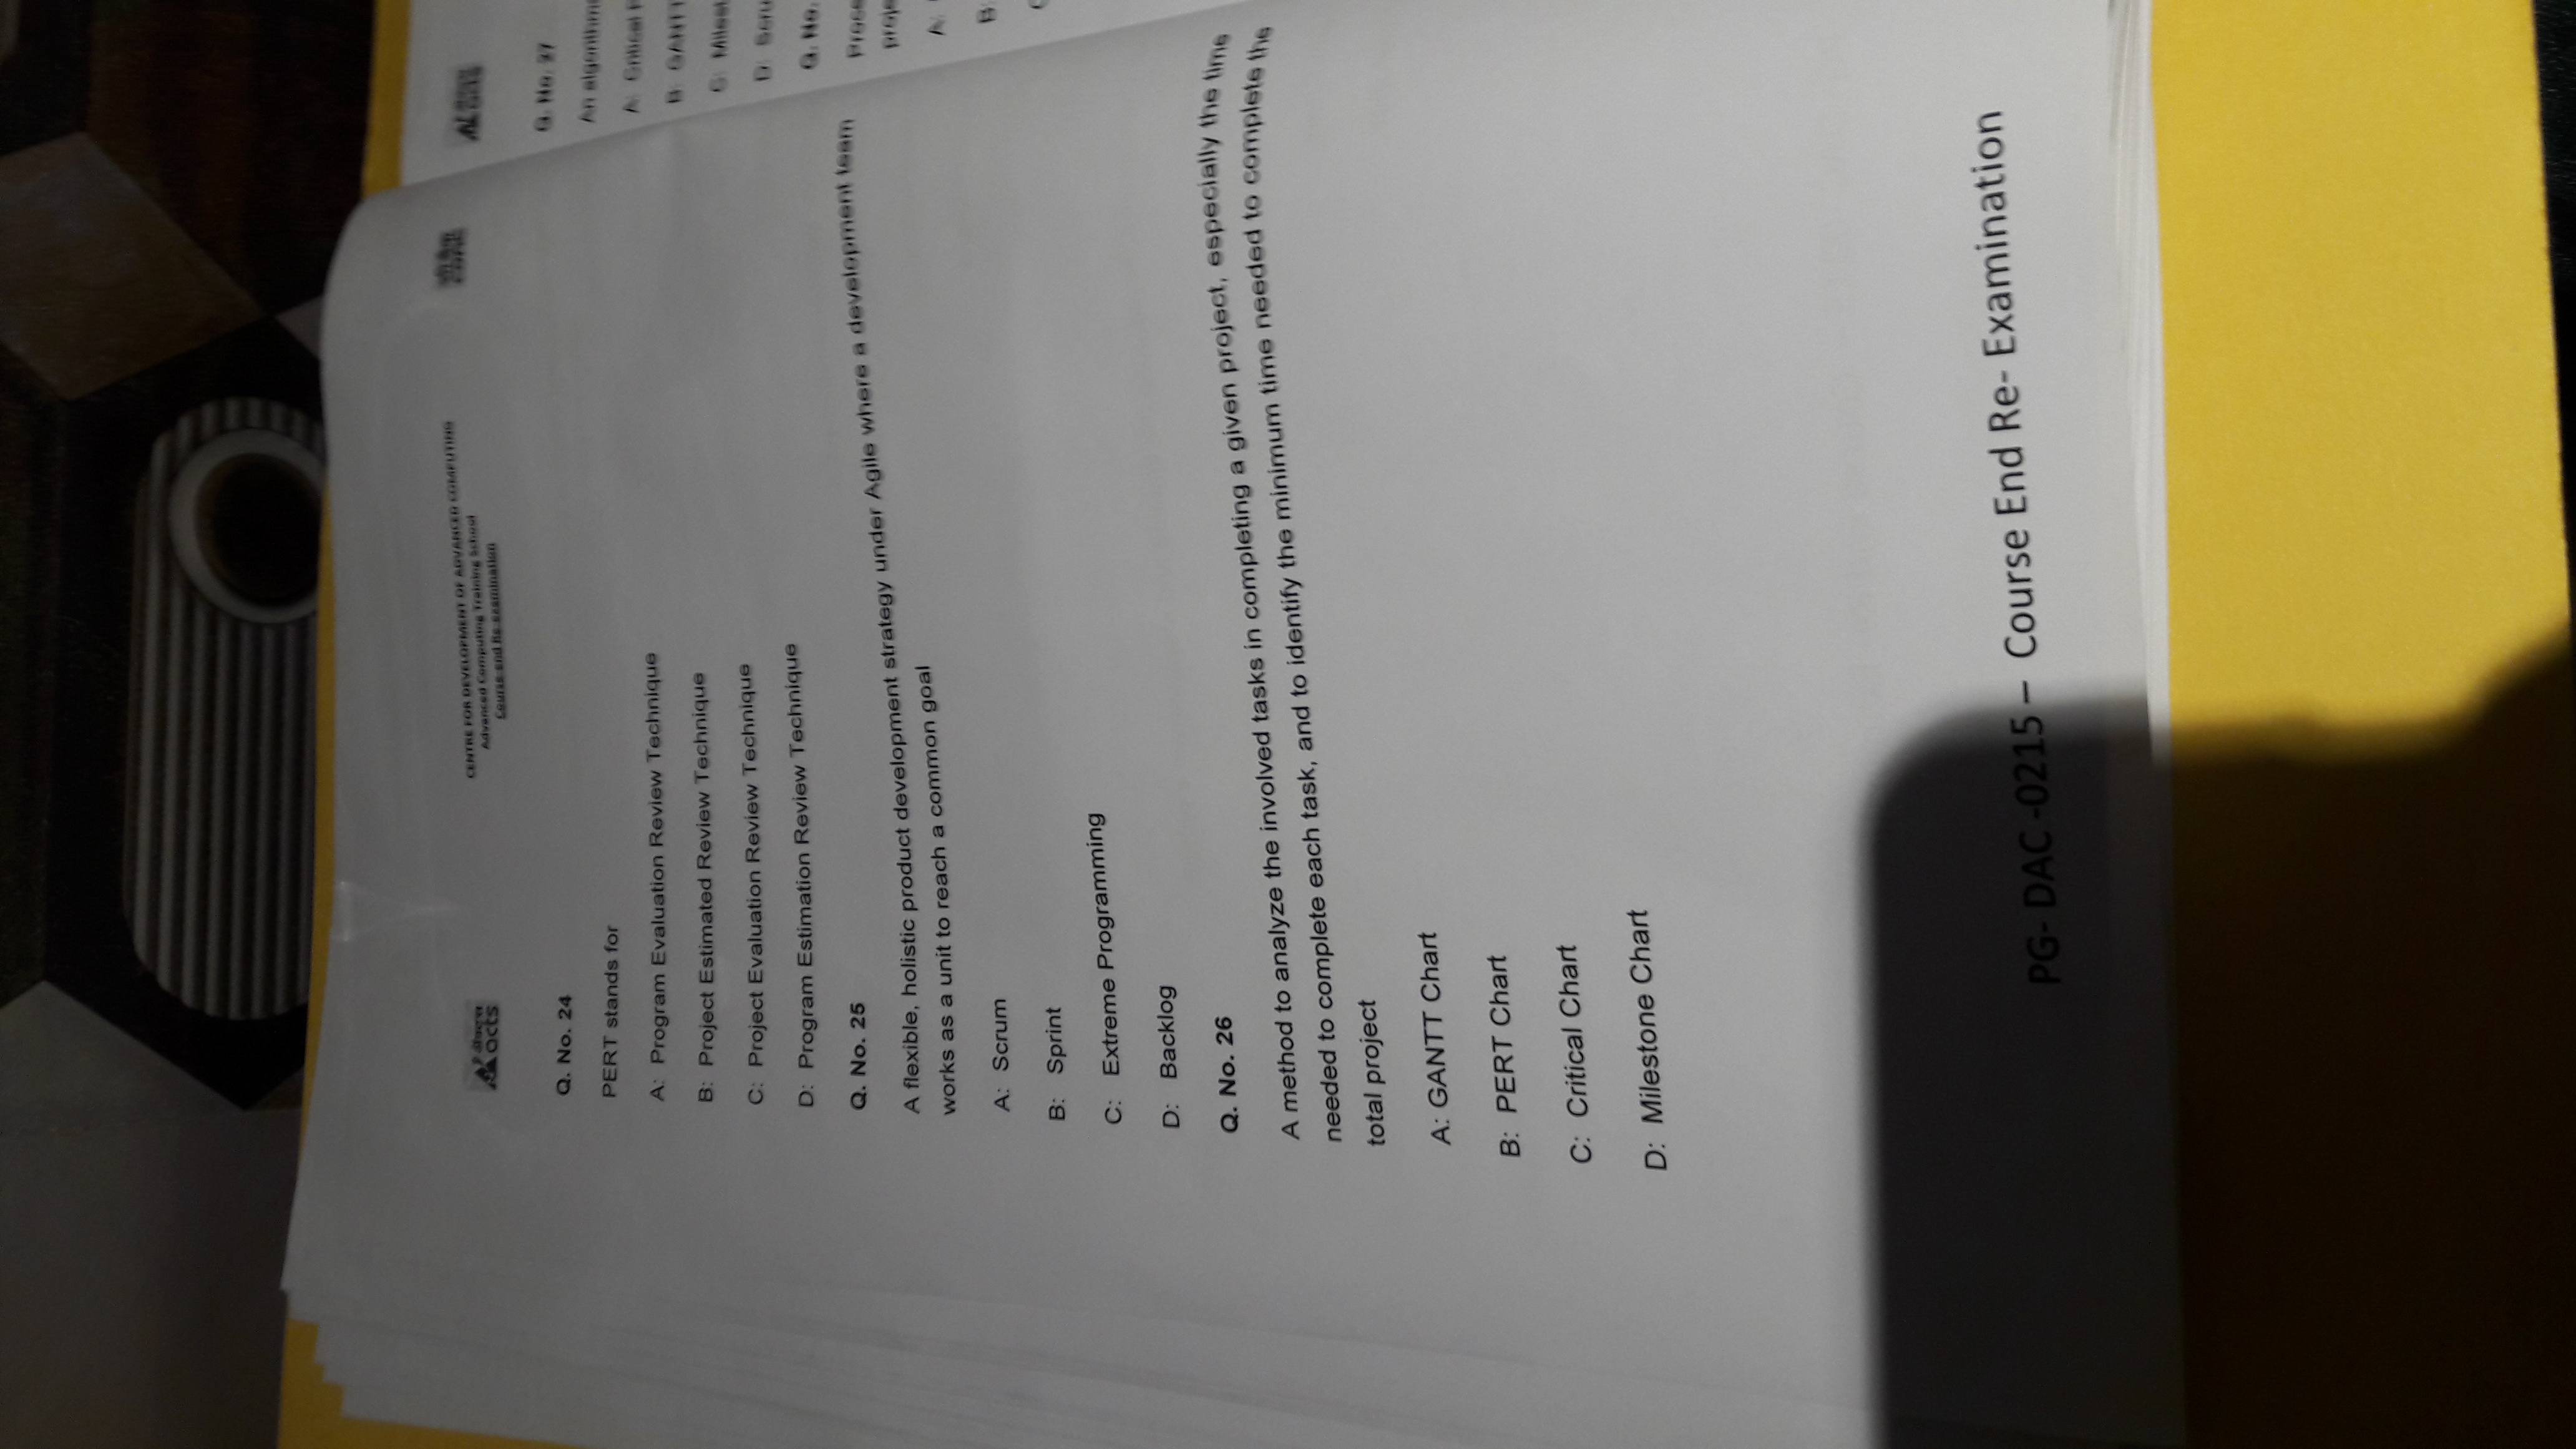 acts
CENTRE FOR DEVELOPMENT OF ADVANCED COMPUTING
Advanced Computing Training School
Course end Re-examination
Q. No. 24
PERT stands for
A: Program Evaluation Review Technique
B: Project Estimated Review Technique
C: Project Evaluation Review Technique
D: Program Estimation Review Technique
Q. No. 25
A flexible, holistic product development strategy under Agile where a development team
works as a unit to reach a common goal
A: Scrum
B: Sprint
C: Extreme Programming
D: Backlog
Q. No. 26
A method to analyze the involved tasks in completing a given project, especially the time
needed to complete each task, and to identify the minimum time needed to complete the
total project
A: GANTT Chart
B: PERT Chart
C: Critical Chart
D: Milestone Chart
PG- DAC -0215 – Course End Re- Examination
Q. No.
An
A: Critical
B: GANTT
D:
Q. No.
A:
B: